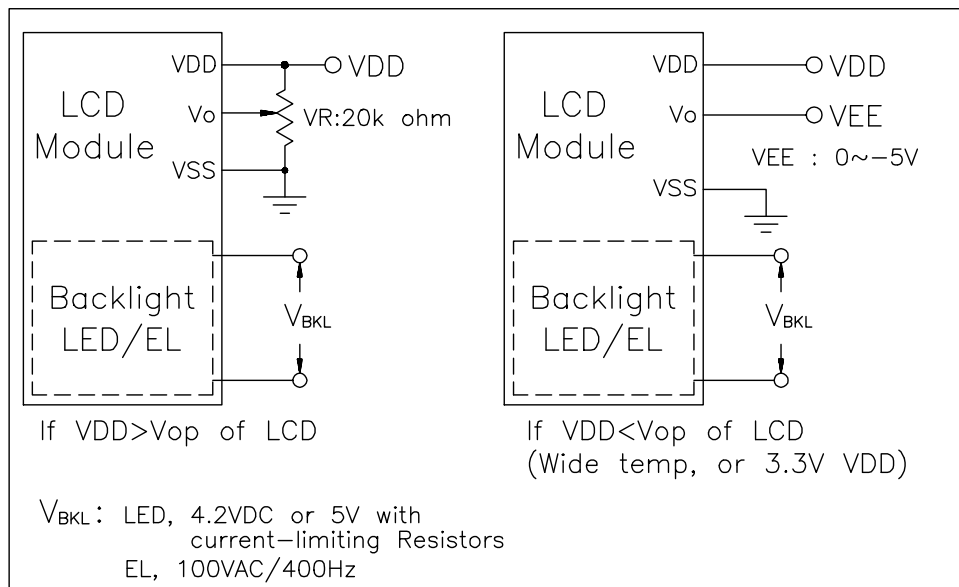 VDD
VDD
LCD
Module
Vo
VR:20k ohm
VSS
Backlight
LED/EL
VBKL
If VDD>Vop of LCD
VDD
VDD
LCD
Module
Vo
VEE
VEE : 0~-5V
VSS
Backlight
LED/EL
VBKL
If VDD<Vop of LCD
(Wide temp, or 3.3V VDD)
VBKL: LED, 4.2VDC or 5V with
current-limiting Resistors
EL, 100VAC/400Hz